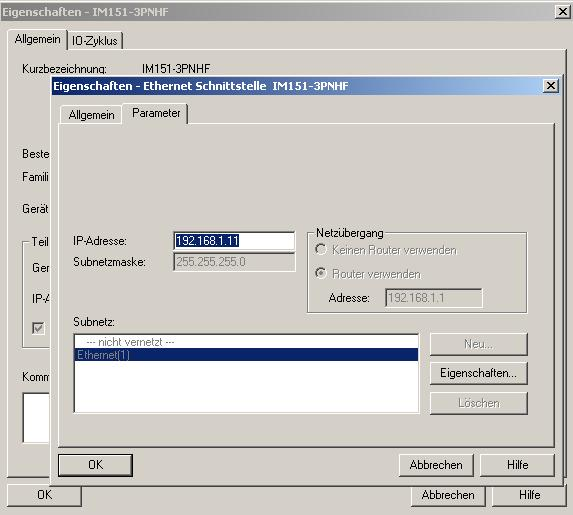 Eigenschaften - IM151-3PNHF
Allgemein
IO-Zyklus
Kurzbezeichnung:
IM151-3PNHF
Eigenschaften - Ethernet Schnittstelle IM151-3PNHF
Allgemein
Parameter
Beste
Famili
Gerät
Teil
Ger
IP-A
Komm
IP-Adresse:
192.168.1.11
Subnetzmaske:
255.255.255.0
Netzübergang
Keinen Router verwenden
Router verwenden
Adresse:
192.168.1.1
Subnetz:
--- nicht vernetzt ---
Ethernet(1)
Neu...
Eigenschaften...
Löschen
OK
Abbrechen
Hilfe
OK
Abbrechen
Hilfe